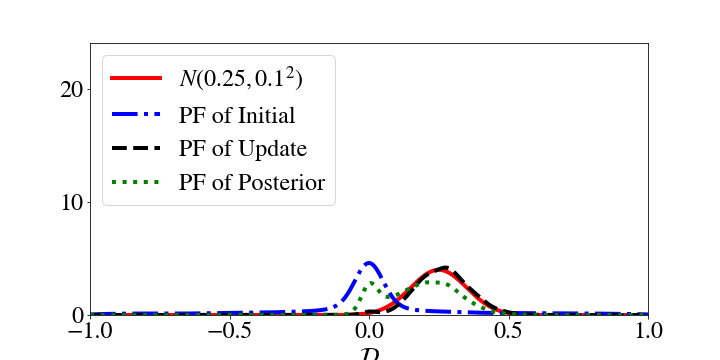 N(0.25, 0.1²)
PF of Initial
PF of Update
PF of Posterior
20
10
0
−1.0 −0.5 0.0 0.5 1.0